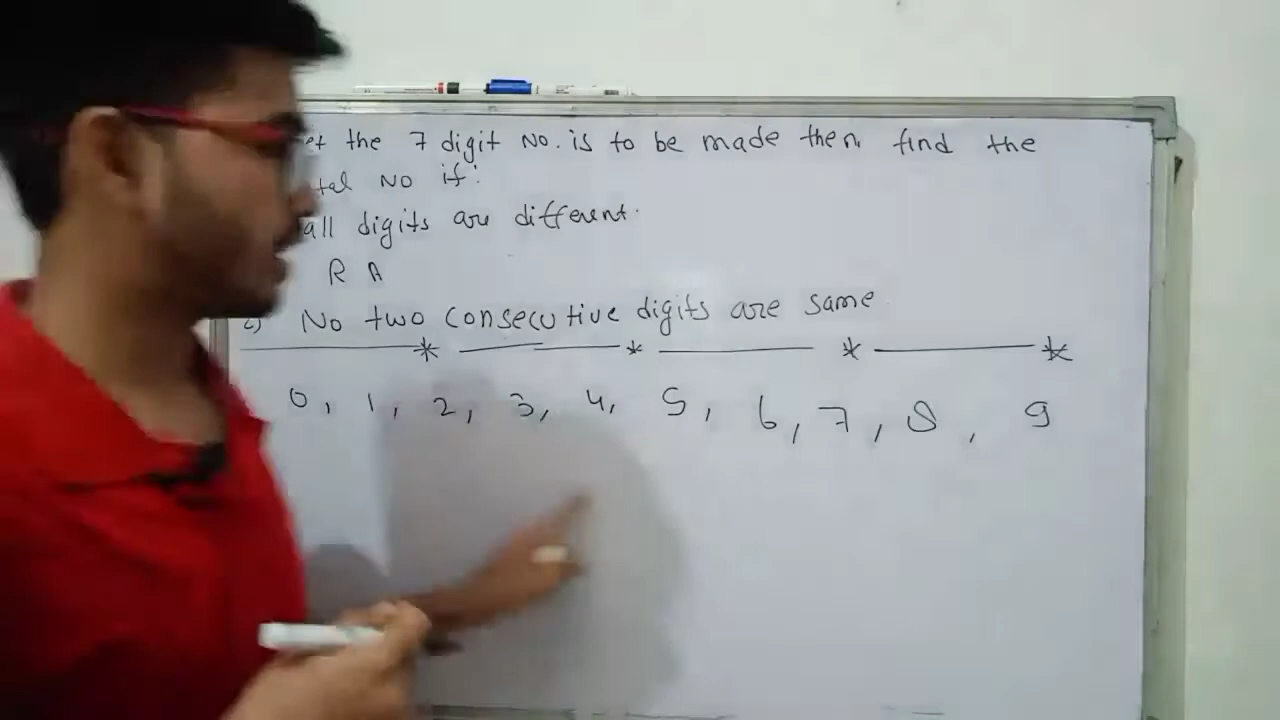 the 7 digit No. is to be made then find the
No if:
all digits are different.
R A
c) No two consecutive digits are same
* * * *
0, 1, 2, 3, 4, 5, 6, 7, 8, 9